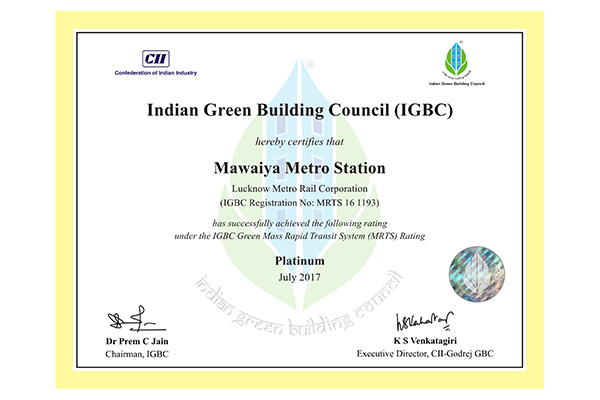 CII
Confederation of Indian Industry
Indian Green Building Council
Indian Green Building Council (IGBC)
hereby certifies that
Mawaiya Metro Station
Lucknow Metro Rail Corporation
(IGBC Registration No: MRTS 16 1193)
has successfully achieved the following rating
under the IGBC Green Mass Rapid Transit System (MRTS) Rating
Platinum
July 2017
indian green building council
Dr Prem C Jain
Chairman, IGBC
K S Venkatagiri
Executive Director, CII-Godrej GBC